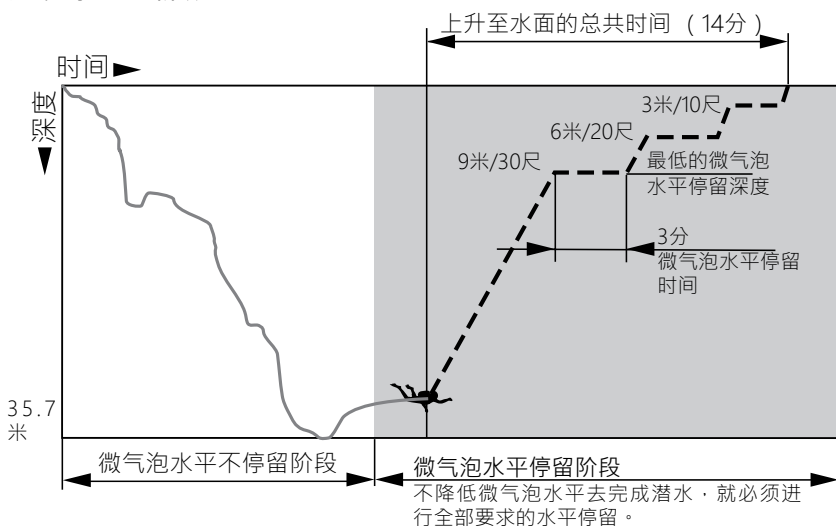 上升至水面的总共时间 （14分）
时间
深度
3米/10尺
6米/20尺
9米/30尺
最低的微气泡
水平停留深度
3分
微气泡水平停留
时间
35.7
米
微气泡水平不停留阶段
微气泡水平停留阶段
不降低微气泡水平去完成潜水，就必须进
行全部要求的水平停留。